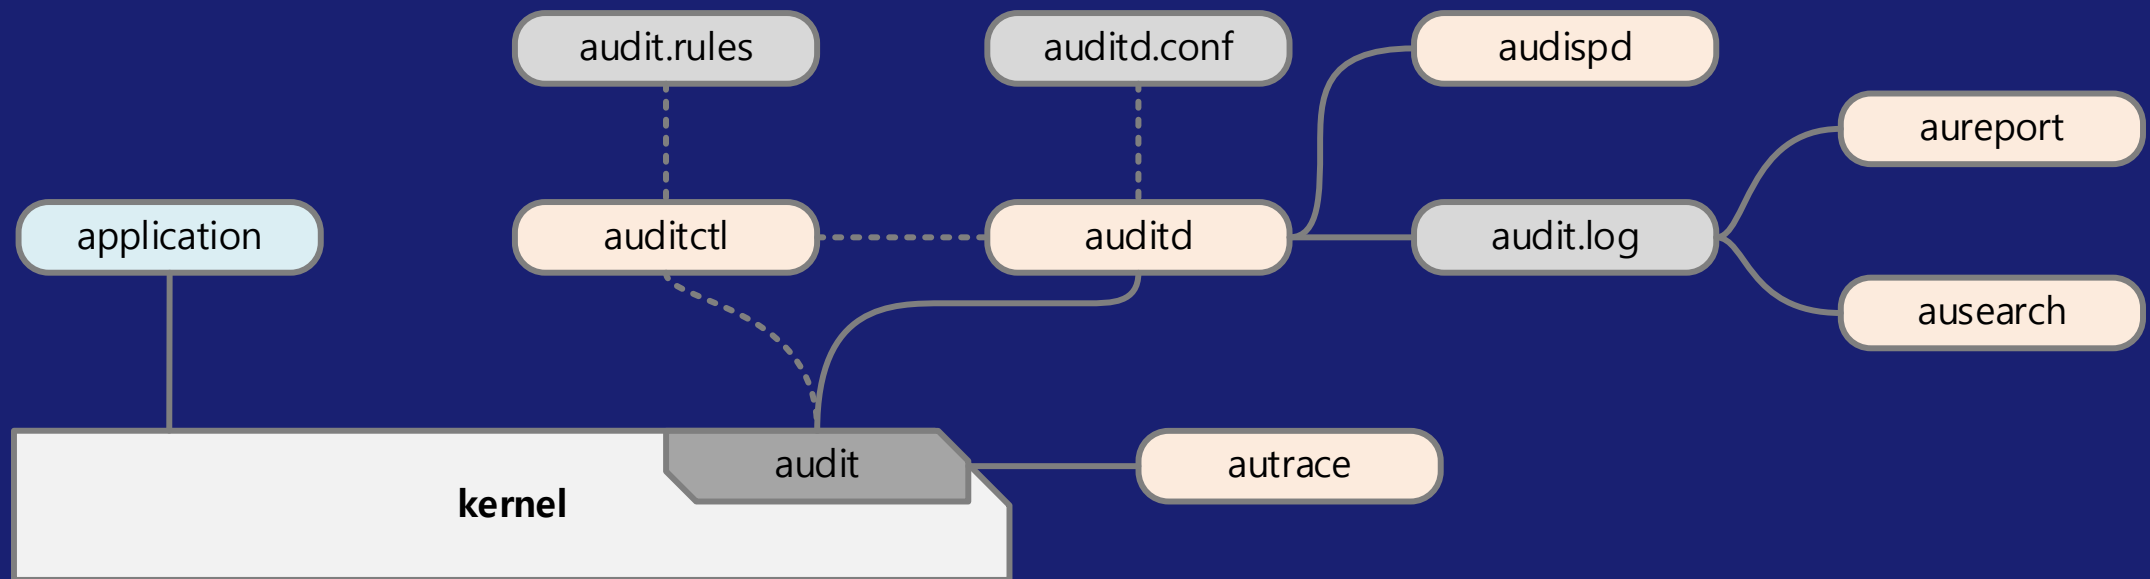 audit.rules
auditd.conf
audispd
aureport
application
auditctl
auditd
audit.log
ausearch
audit
autrace
kernel